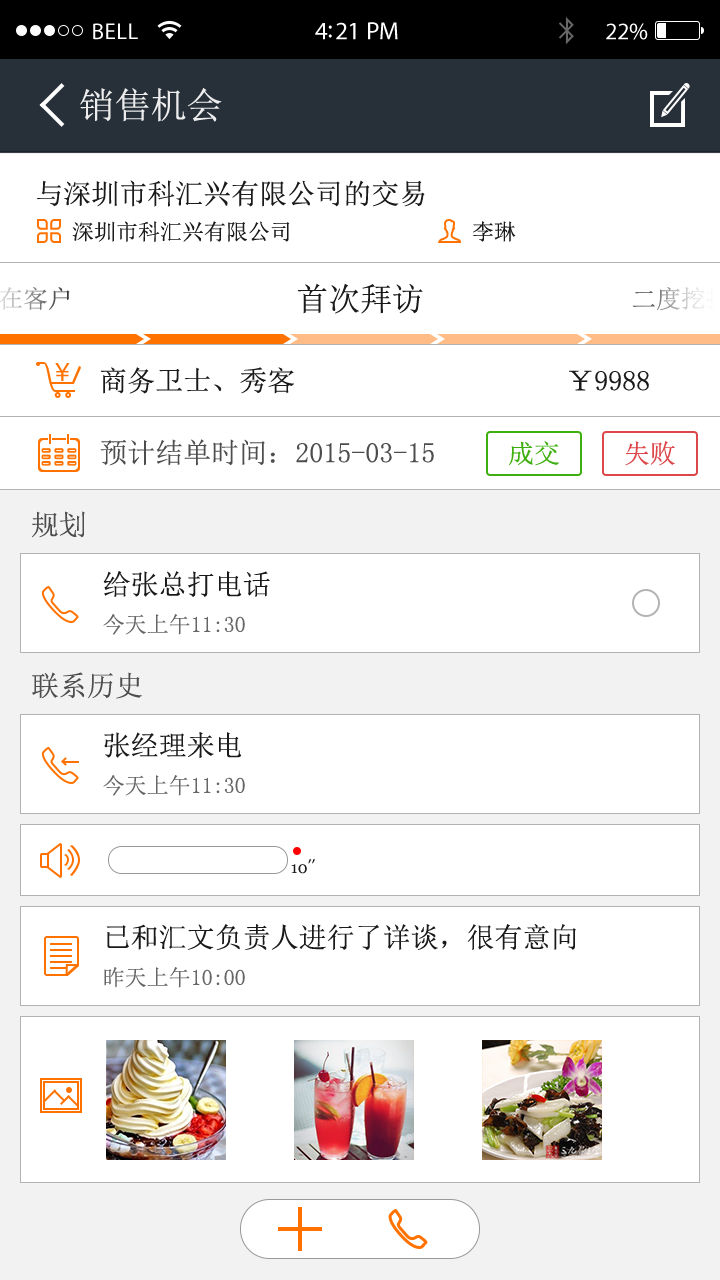 BELL 4:21 PM 22%
销售机会
与深圳市科汇兴有限公司的交易
深圳市科汇兴有限公司 李琳
在客户 首次拜访 二度挖
¥
商务卫士、秀客 ￥9988
预计结单时间：2015-03-15 成交 失败
规划
给张总打电话
今天上午11:30
联系历史
张经理来电
今天上午11:30
10″
已和汇文负责人进行了详谈，很有意向
昨天上午10:00